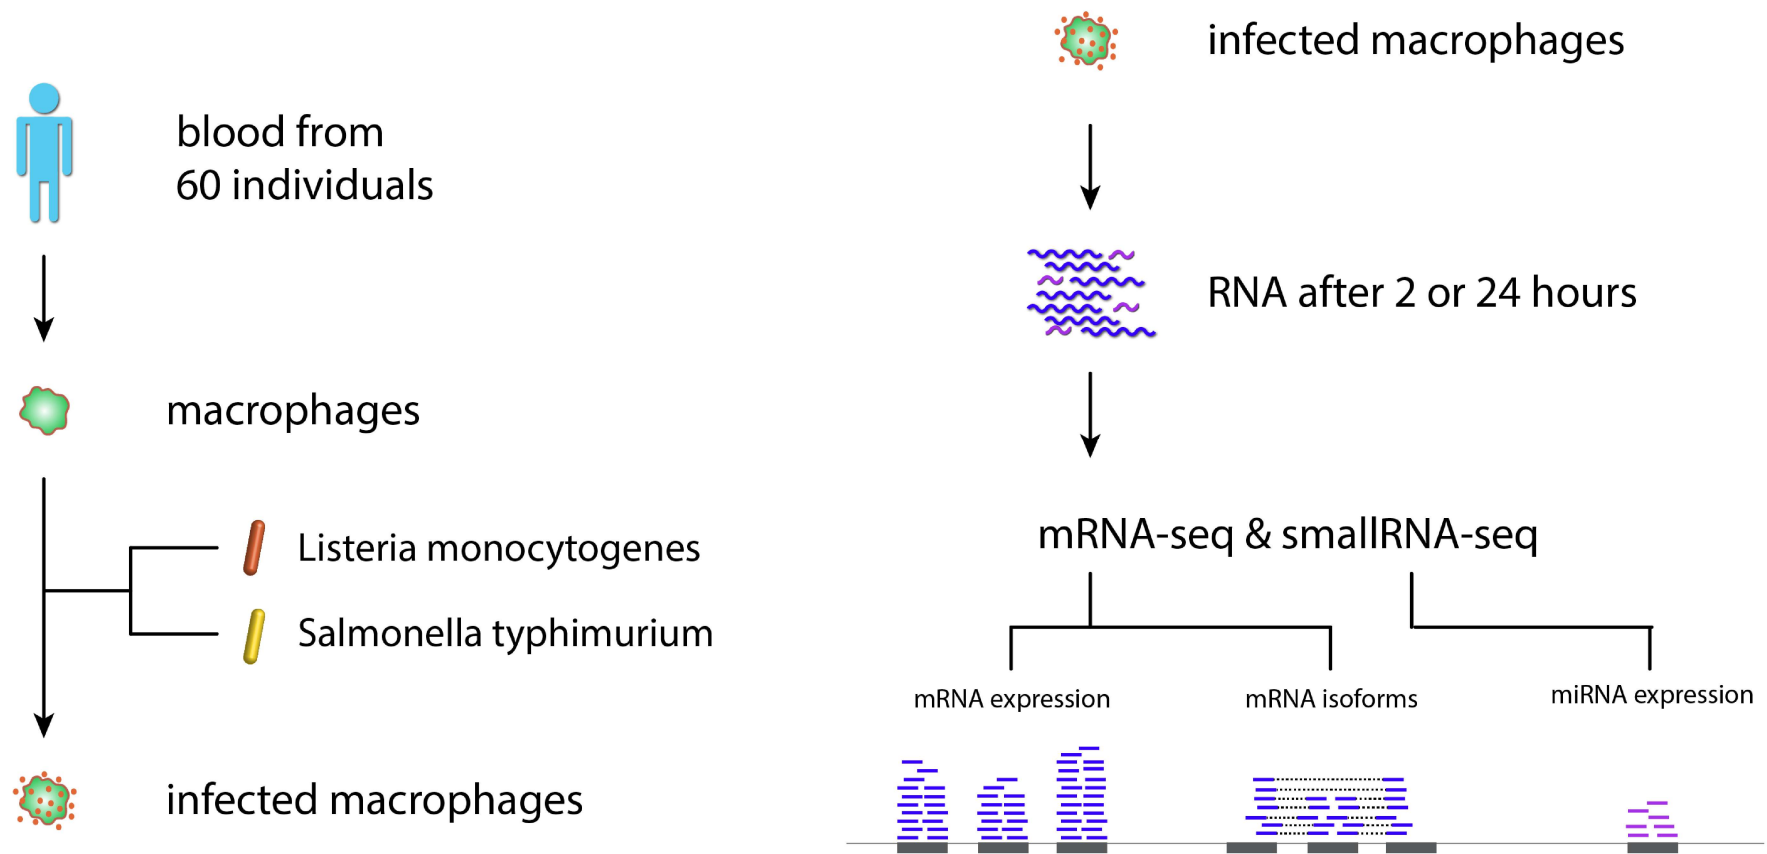 blood from
60 individuals
macrophages
Listeria monocytogenes
Salmonella typhimurium
infected macrophages
infected macrophages
RNA after 2 or 24 hours
mRNA-seq & smallRNA-seq
mRNA expression
mRNA isoforms
miRNA expression